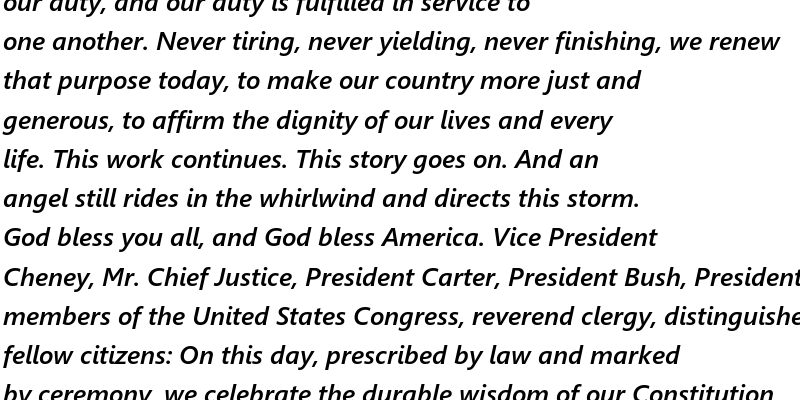 our duty, and our duty is fulfilled in service to
one another. Never tiring, never yielding, never finishing, we renew
that purpose today, to make our country more just and
generous, to affirm the dignity of our lives and every
life. This work continues. This story goes on. And an
angel still rides in the whirlwind and directs this storm.
God bless you all, and God bless America. Vice President
Cheney, Mr. Chief Justice, President Carter, President Bush, President
members of the United States Congress, reverend clergy,
fellow citizens: On this day, prescribed by law and marked
by ceremony, we celebrate the durable wisdom of our Constitution